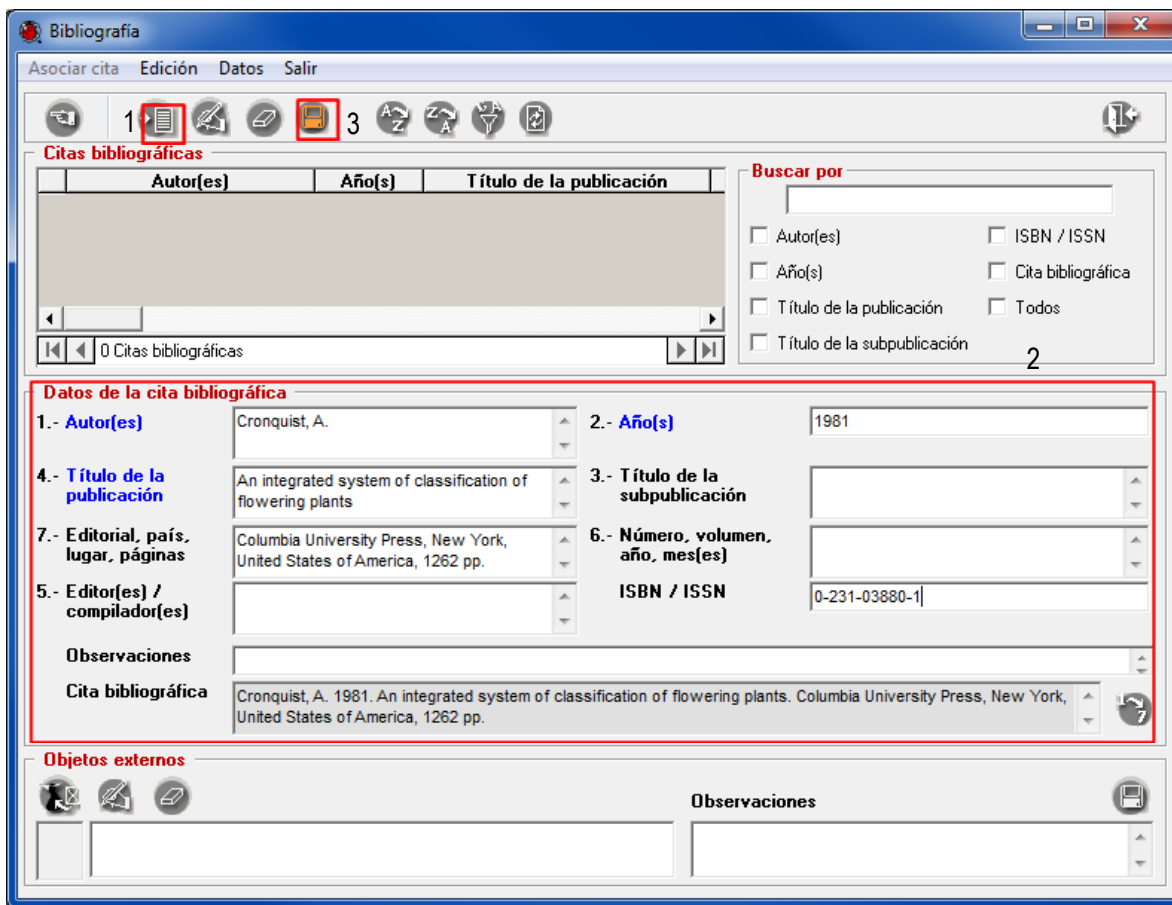 Bibliografía
Asociar cita Edición Datos Salir
1 3
Citas bibliográficas
Autor(es) Año(s) Título de la publicación
0 Citas bibliográficas
Buscar por
Autor(es) ISBN / ISSN
Año(s) Cita bibliográfica
Título de la publicación Todos
Título de la subpublicación
2
Datos de la cita bibliográfica
1.- Autor(es) Cronquist, A. 2.- Año(s) 1981
4.- Título de la publicación
An integrated system of classification of
flowering plants
3.- Título de la
subpublicación
7.- Editorial, país,
lugar, páginas
Columbia University Press, New York,
United States of America, 1262 pp.
6.- Número, volumen,
año, mes(es)
5.- Editor(es) /
compilador(es)
ISBN / ISSN 0-231-03880-1
Observaciones
Cita bibliográfica
Cronquist, A. 1981. An integrated system of classification of flowering plants. Columbia University Press, New York,
United States of America, 1262 pp.
Objetos externos
Observaciones